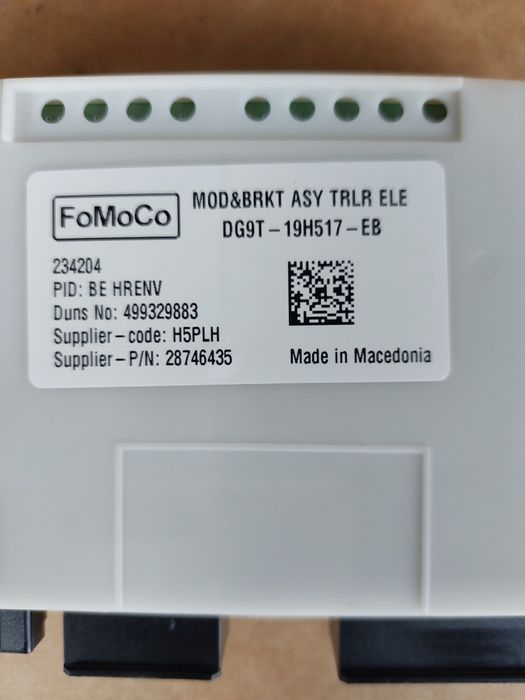 FoMoCo
MOD&BRKT ASY TRLR ELE
DG9T-19H517-EB
234204
PID: BE HRENV
Duns No: 499329883
Supplier-code: H5PLH
Supplier-P/N: 28746435
Made in Macedonia